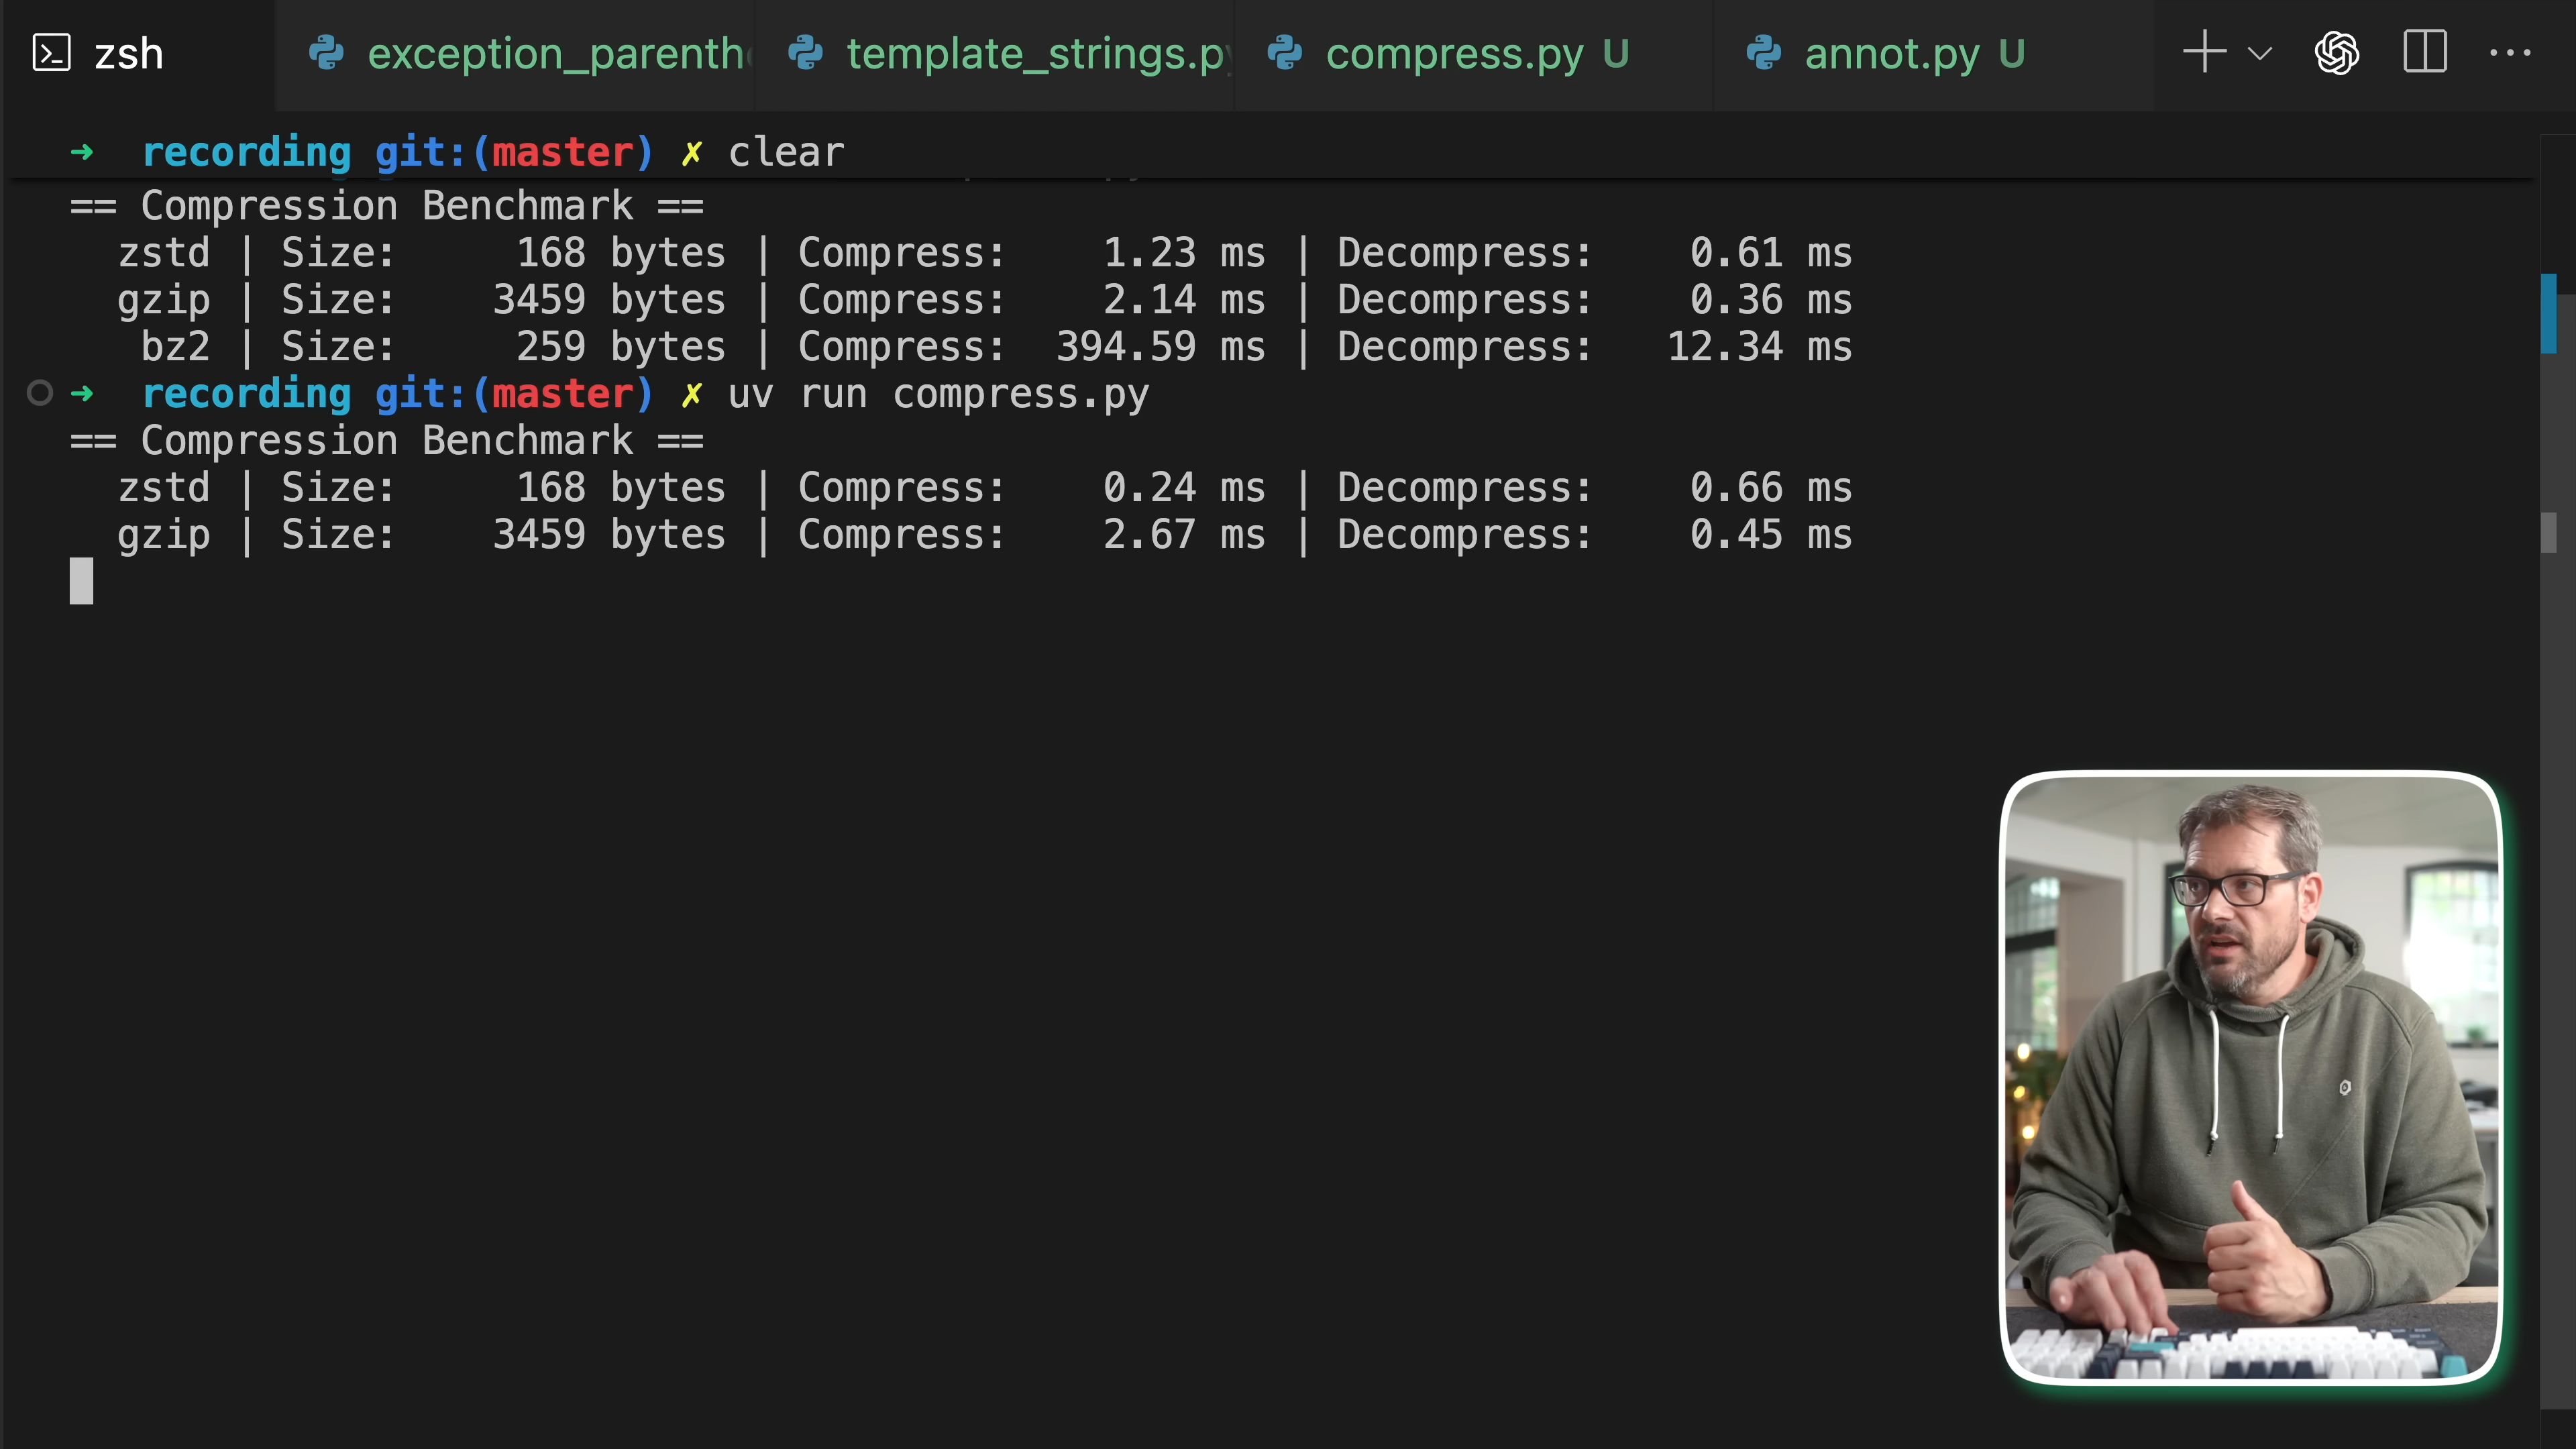 zsh
exception_parenthe
template_strings.py
compress.py U
annot.py U
➜ recording git:(master) ✗ clear
== Compression Benchmark ==
zstd | Size: 168 bytes | Compress: 1.23 ms | Decompress: 0.61 ms
gzip | Size: 3459 bytes | Compress: 2.14 ms | Decompress: 0.36 ms
bz2 | Size: 259 bytes | Compress: 394.59 ms | Decompress: 12.34 ms
➜ recording git:(master) ✗ uv run compress.py
== Compression Benchmark ==
zstd | Size: 168 bytes | Compress: 0.24 ms | Decompress: 0.66 ms
gzip | Size: 3459 bytes | Compress: 2.67 ms | Decompress: 0.45 ms